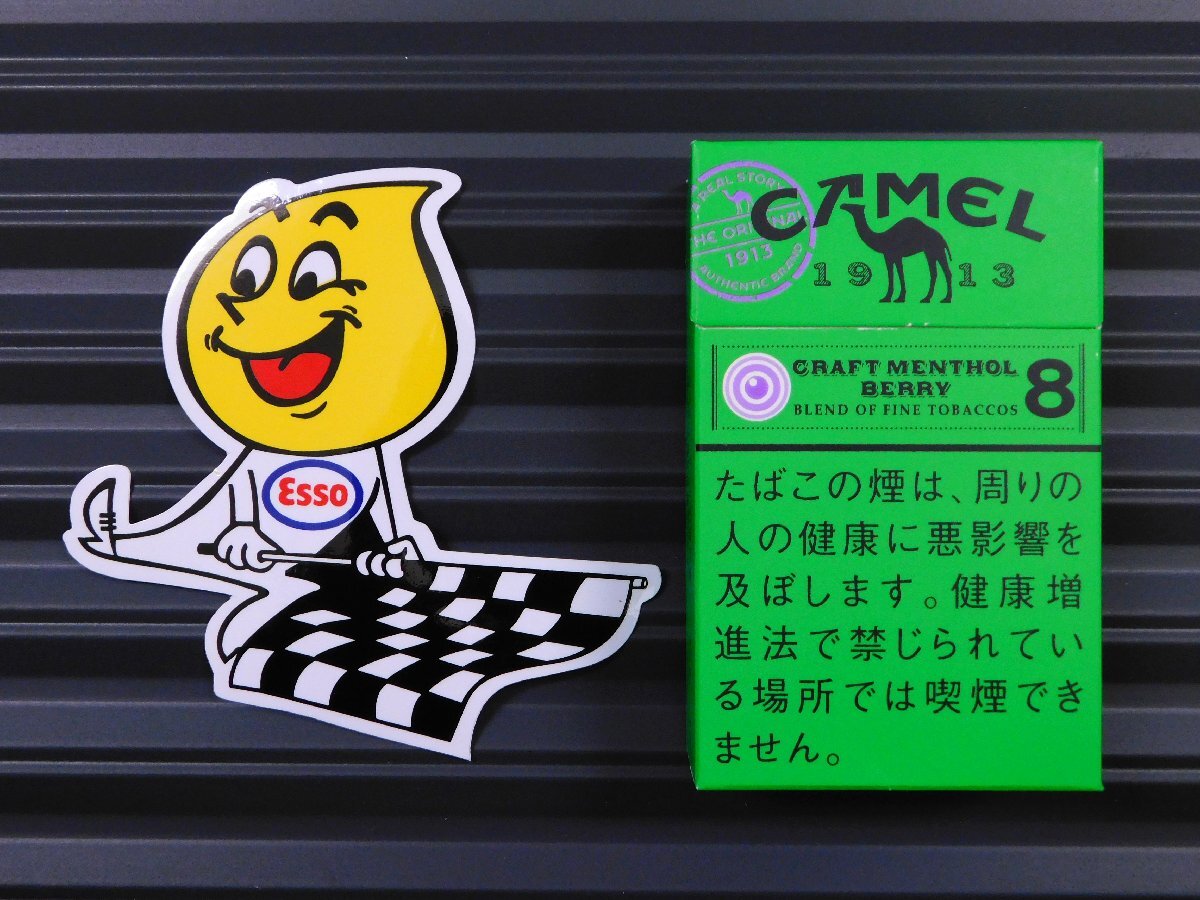 Esso
A REAL STORY
THE ORIGINAL
1913
AUTHENTIC BRAND
CAMEL
1913
CRAFT MENTHOL
BERRY
BLEND OF FINE TOBACCOS
8
たばこの煙は、周りの
人の健康に悪影響を
及ぼします。健康増
進法で禁じられてい
る場所では喫煙でき
ません。